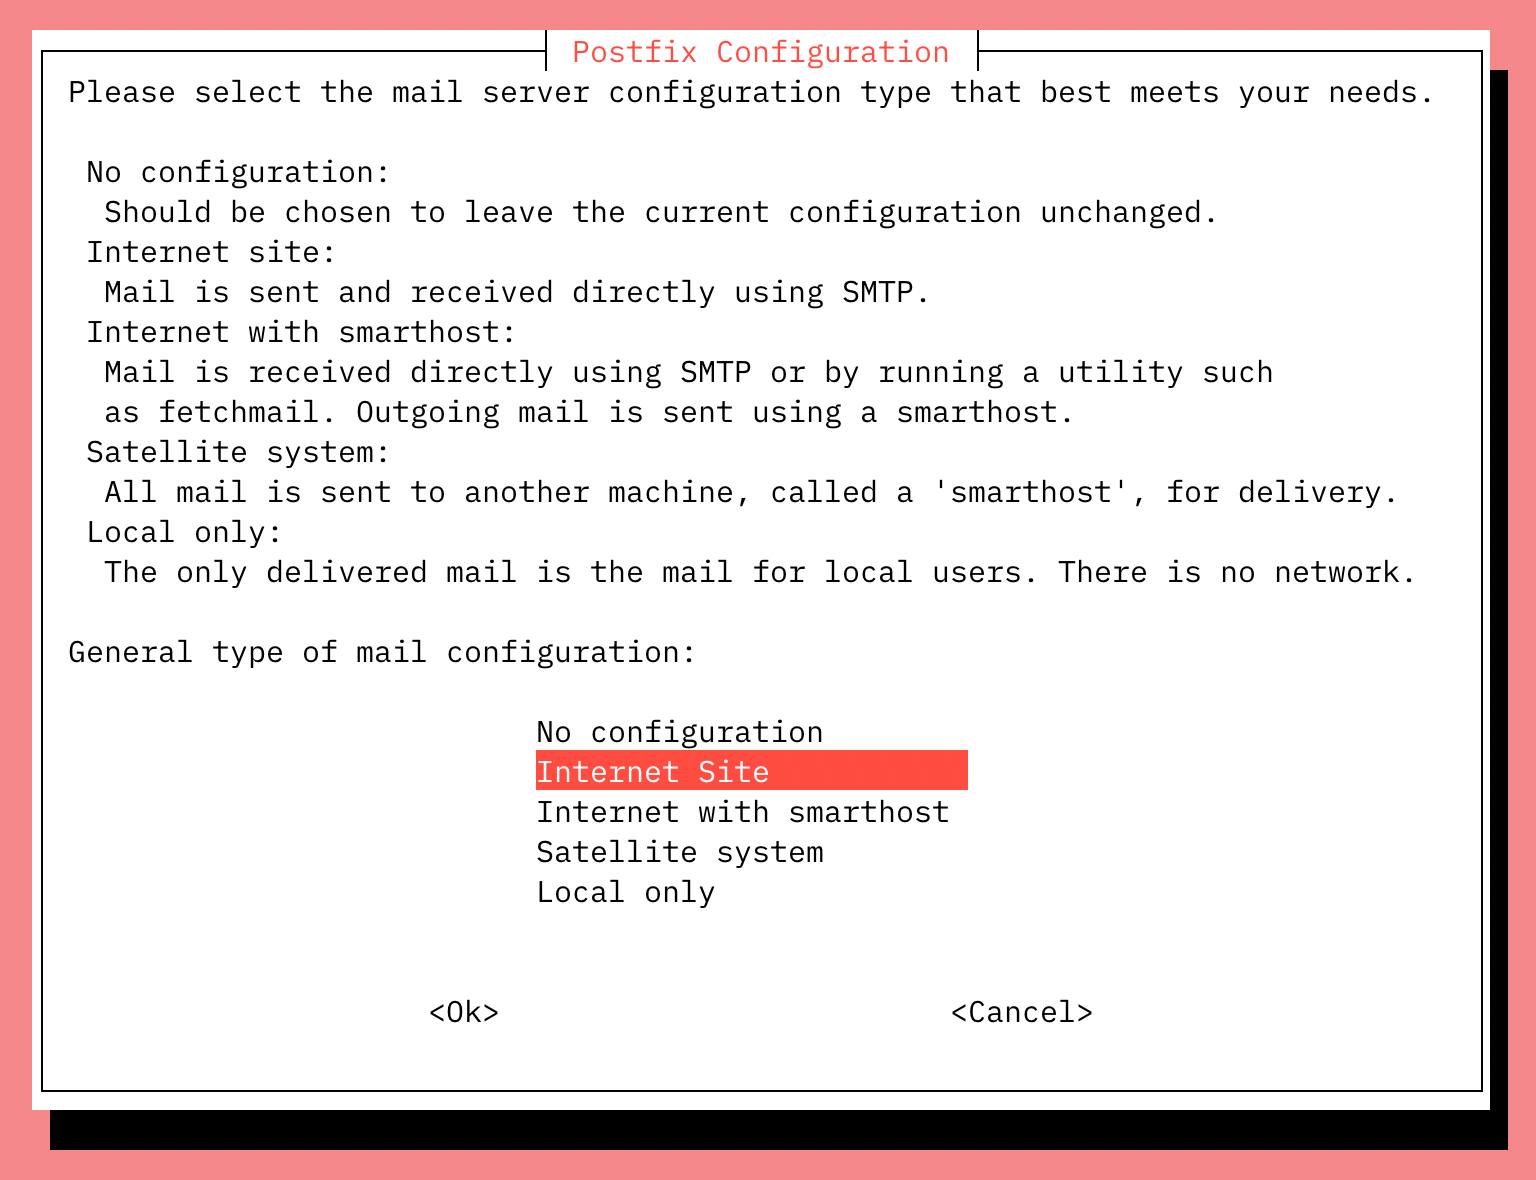 Postfix Configuration
Please select the mail server configuration type that best meets your needs.
No configuration:
Should be chosen to leave the current configuration unchanged.
Internet site:
Mail is sent and received directly using SMTP.
Internet with smarthost:
Mail is received directly using SMTP or by running a utility such
as fetchmail. Outgoing mail is sent using a smarthost.
Satellite system:
All mail is sent to another machine, called a 'smarthost', for delivery.
Local only:
The only delivered mail is the mail for local users. There is no network.
General type of mail configuration:
No configuration
Internet Site
Internet with smarthost
Satellite system
Local only
<Ok> <Cancel>